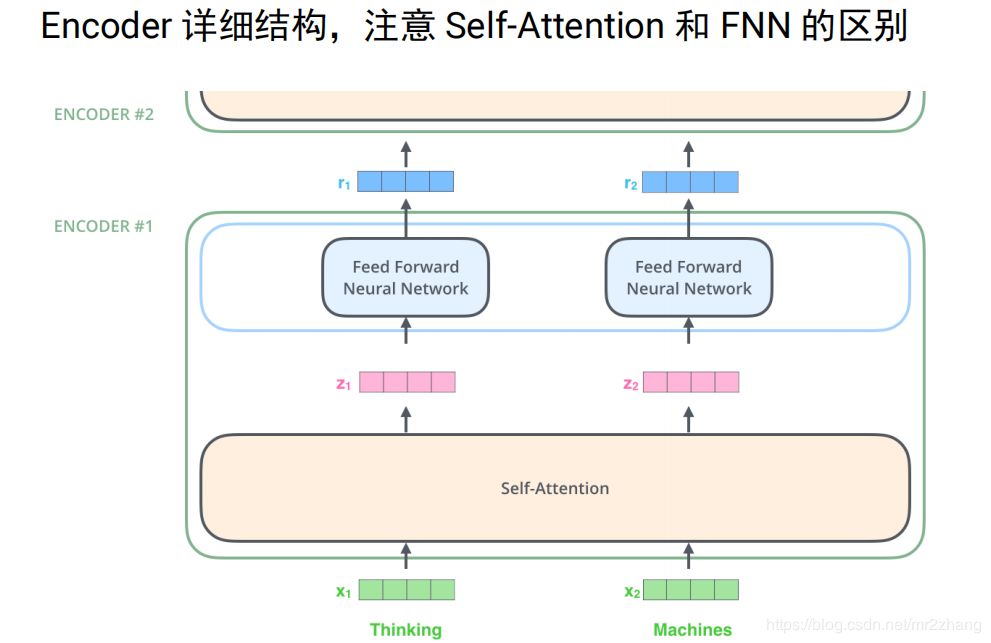 Encoder 详细结构，注意 Self-Attention 和 FNN 的区别
ENCODER #2
r1 r2
ENCODER #1
Feed Forward Neural Network
Feed Forward Neural Network
z1 z2
Self-Attention
x1 x2
Thinking Machines
https://blog.csdn.net/mr2zhang